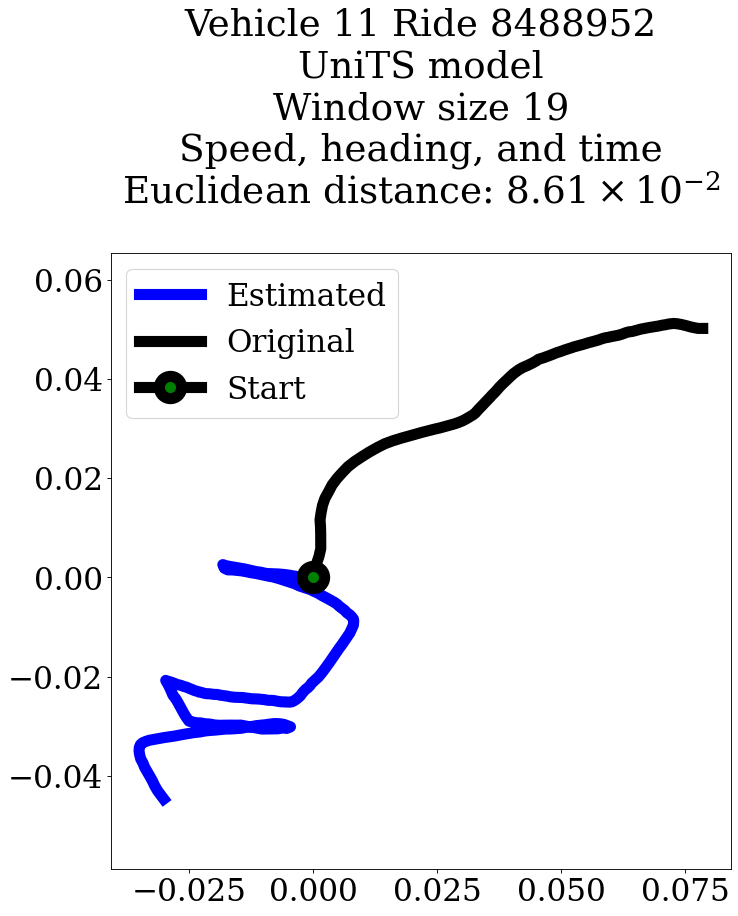 Vehicle 11 Ride 8488952
UniTS model
Window size 19
Speed, heading, and time
Euclidean distance: 8.61 × 10⁻²
0.06
Estimated
Original
0.04
Start
0.02
0.00
−0.02
−0.04
−0.025 0.000 0.025 0.050 0.075